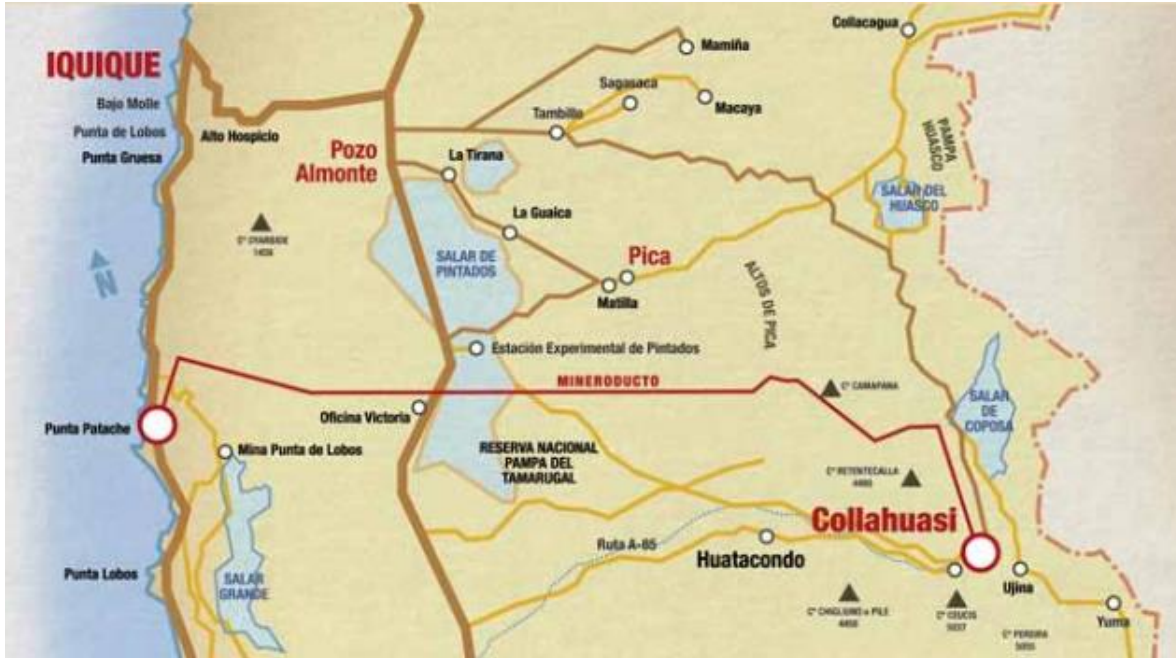 Collacagua
IQUIQUE
Mamiña
Sagasaca
Bajo Molle
Macaya
Tambillo
Punta de Lobos
Alto Hospicio
PAMPA
HUASCO
Punta Gruesa
Pozo
Almonte
La Tirana
SALAR DEL
HUASCO
La Guaica
N
SALAR DE
PINTADOS
Pica
Matilla
ALTOS DE PICA
Estación Experimental de Pintados
MINERODUCTO
Cº CAMAPANA
Punta Patache
Oficina Victoria
SALAR
DE
COPOSA
Mina Punta de Lobos
RESERVA NACIONAL
PAMPA DEL
TAMARUGAL
Cº RETENTECALLA
Collahuasi
Ruta A-85
Huatacondo
Punta Lobos
SALAR
GRANDE
Ujina
Yuma